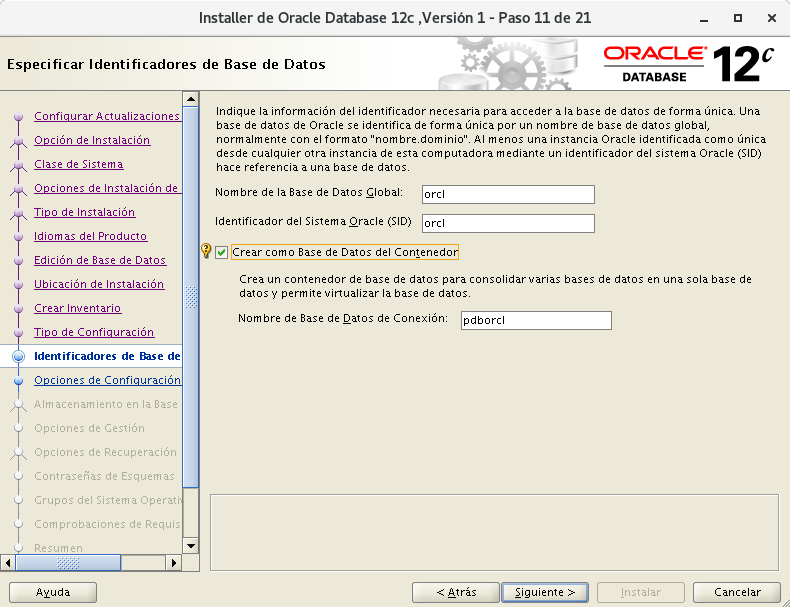 Installer de Oracle Database 12c ,Versión 1 - Paso 11 de 21
Especificar Identificadores de Base de Datos
ORACLE
DATABASE
12c
Configurar Actualizaciones
Opción de Instalación
Clase de Sistema
Opciones de Instalación de
Tipo de Instalación
Idiomas del Producto
Edición de Base de Datos
Ubicación de Instalación
Crear Inventario
Tipo de Configuración
Identificadores de Base de
Opciones de Configuración
Almacenamiento en la Base
Opciones de Gestión
Opciones de Recuperación
Contraseñas de Esquemas
Grupos del Sistema Operativ
Comprobaciones de Requis
Resumen
Indique la información del identificador necesaria para acceder a la base de datos de forma única. Una
base de datos de Oracle se identifica de forma única por un nombre de base de datos global,
normalmente con el formato "nombre.dominio". Al menos una instancia Oracle identificada como única
desde cualquier otra instancia de esta computadora mediante un identificador del sistema Oracle (SID)
hace referencia a una base de datos.
Nombre de la Base de Datos Global: orcl
Identificador del Sistema Oracle (SID) orcl
Crear como Base de Datos del Contenedor
Crea un contenedor de base de datos para consolidar varias bases de datos en una sola base de
datos y permite virtualizar la base de datos.
Nombre de Base de Datos de Conexión: pdborcl
Ayuda
< Atrás
Siguiente >
Instalar
Cancelar